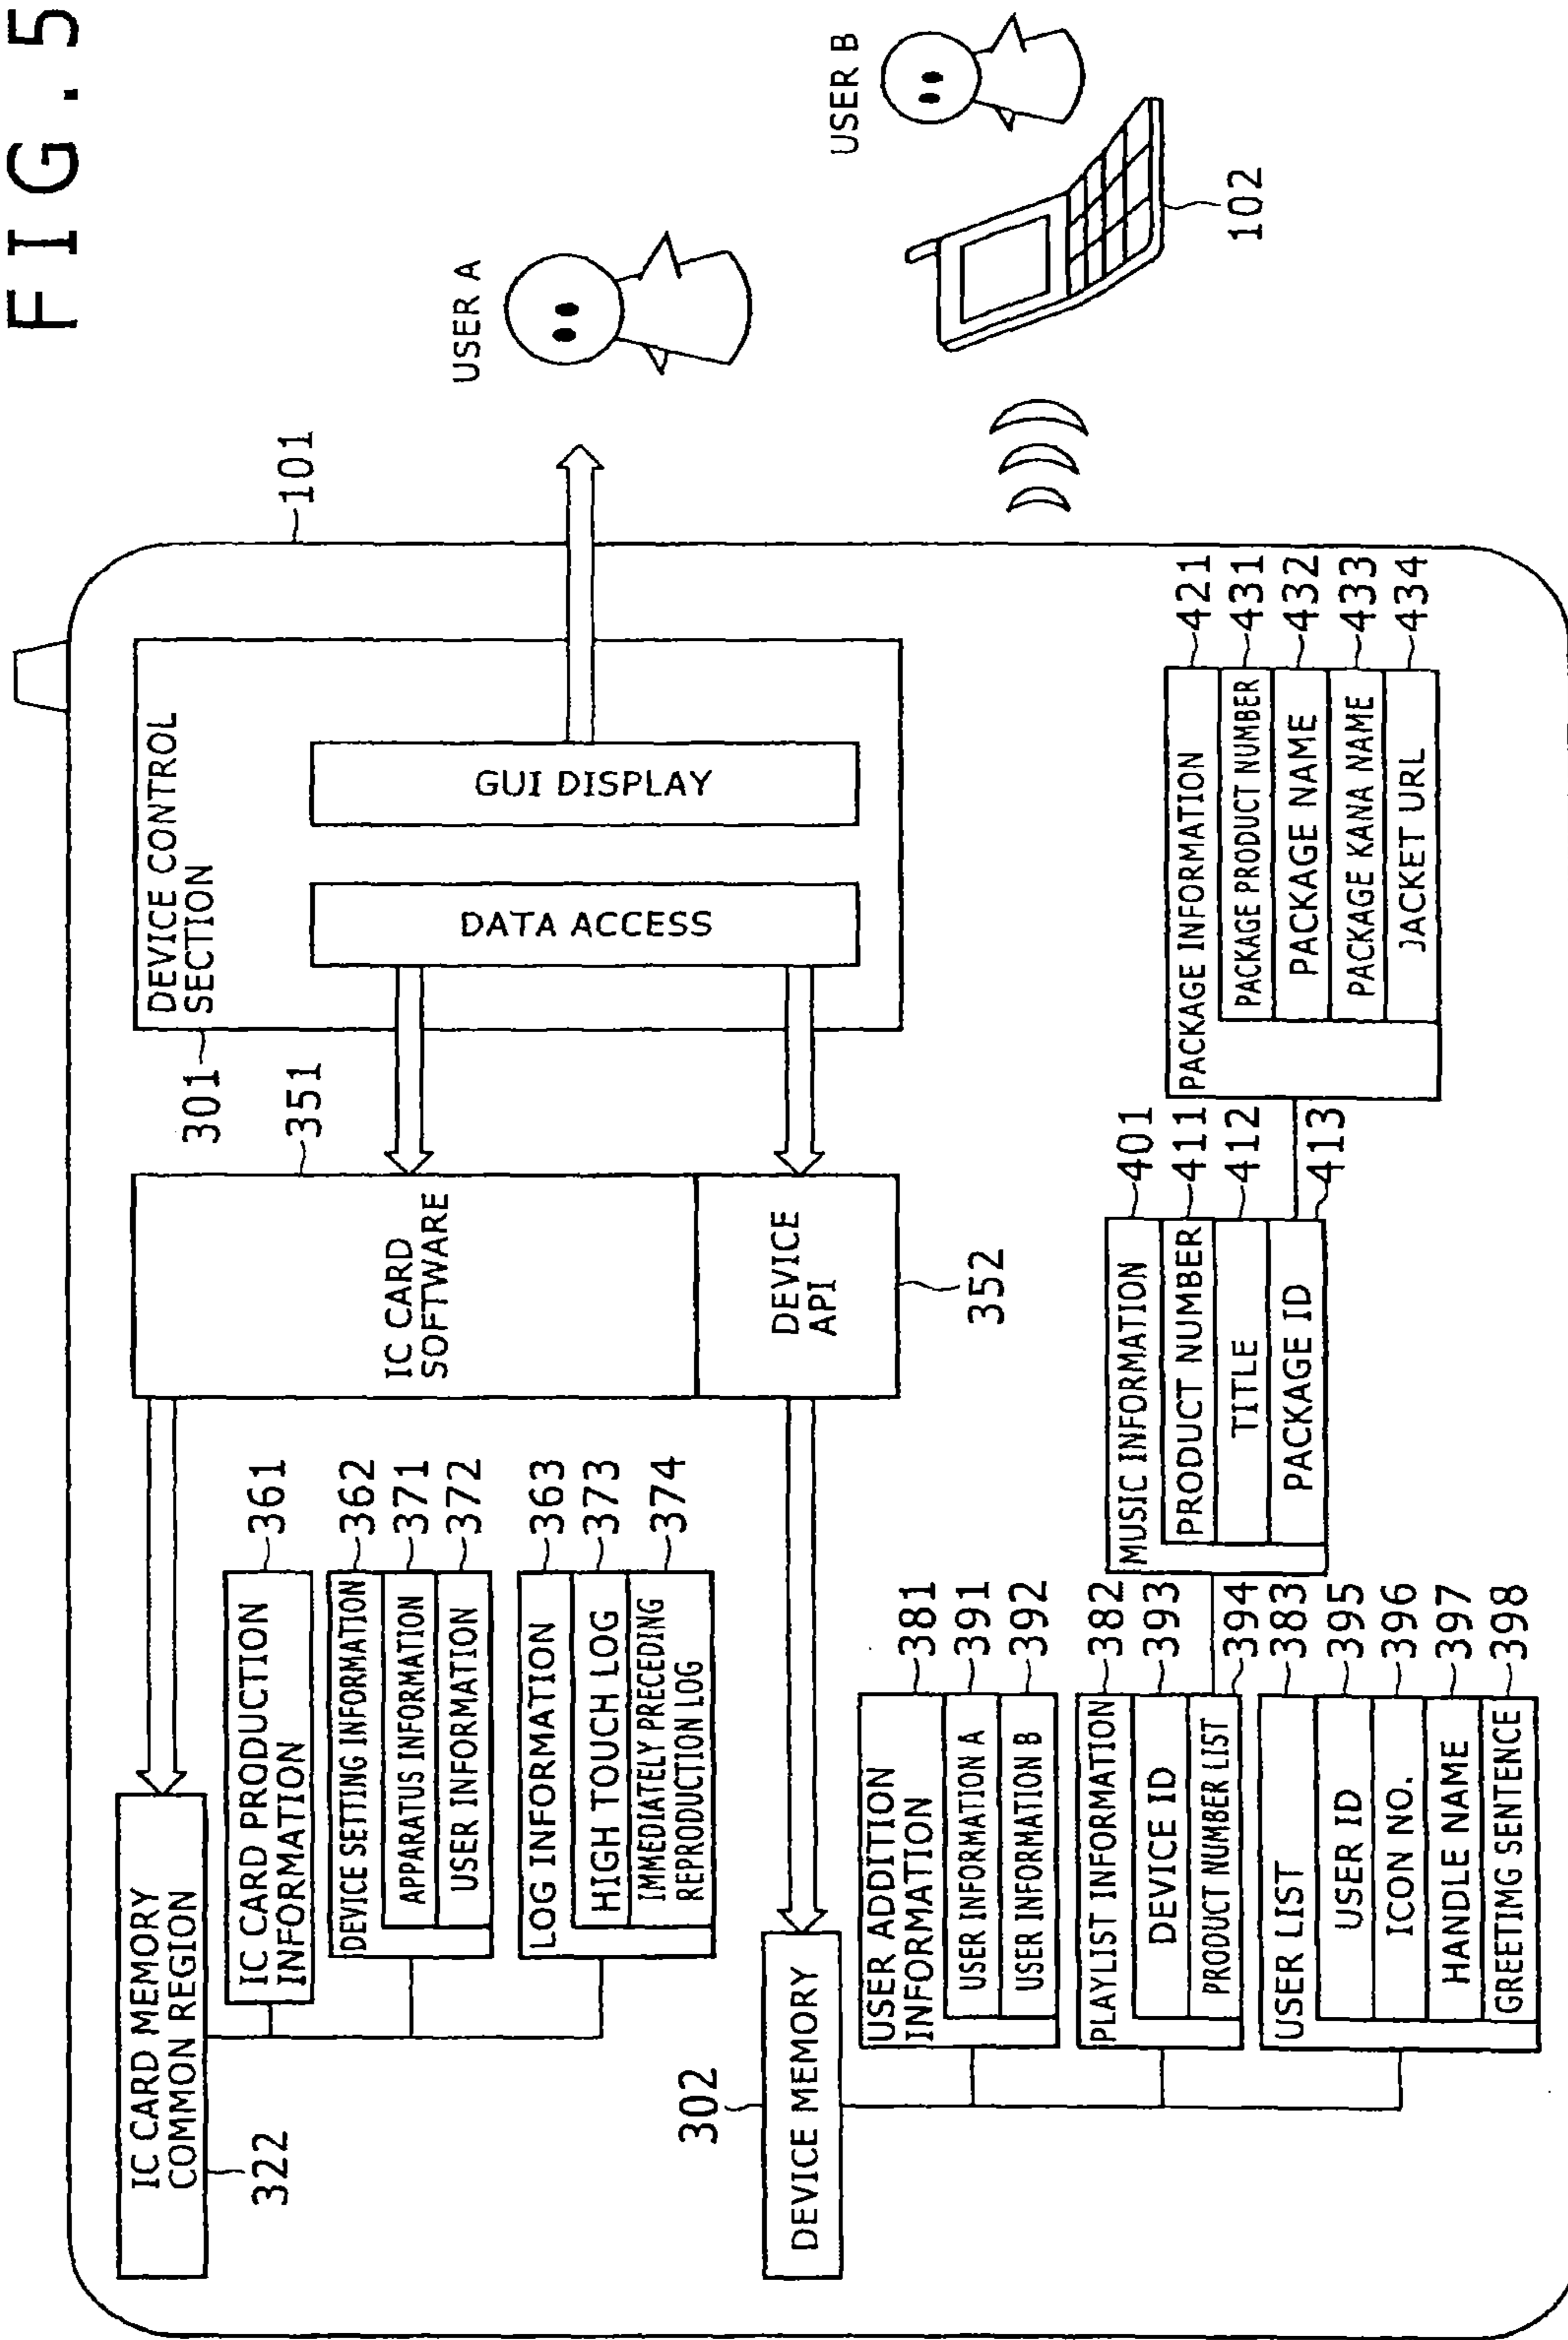 FIG. 5
IC CARD MEMORY
COMMON REGION
322
IC CARD PRODUCTION
INFORMATION
361
DEVICE SETTING INFORMATION
362
APPARATUS INFORMATION
371
USER INFORMATION
372
LOG INFORMATION
363
HIGH TOUCH LOG
373
IMMEDIATELY PRECEDING
REPRODUCTION LOG
374
351
IC CARD
SOFTWARE
DEVICE
API
352
301
DEVICE CONTROL
SECTION
DATA ACCESS
GUI DISPLAY
101
USER A
USER B
102
302
DEVICE MEMORY
USER ADDITION
INFORMATION
381
USER INFORMATION A
391
USER INFORMATION B
392
PLAYLIST INFORMATION
382
DEVICE ID
393
PRODUCT NUMBER LIST
394
USER LIST
383
USER ID
395
ICON NO.
396
HANDLE NAME
397
GREETIMG SENTENCE
398
MUSIC INFORMATION
401
PRODUCT NUMBER
411
TITLE
412
PACKAGE ID
413
PACKAGE INFORMATION
421
PACKAGE PRODUCT NUMBER
431
PACKAGE NAME
432
PACKAGE KANA NAME
433
JACKET URL
434